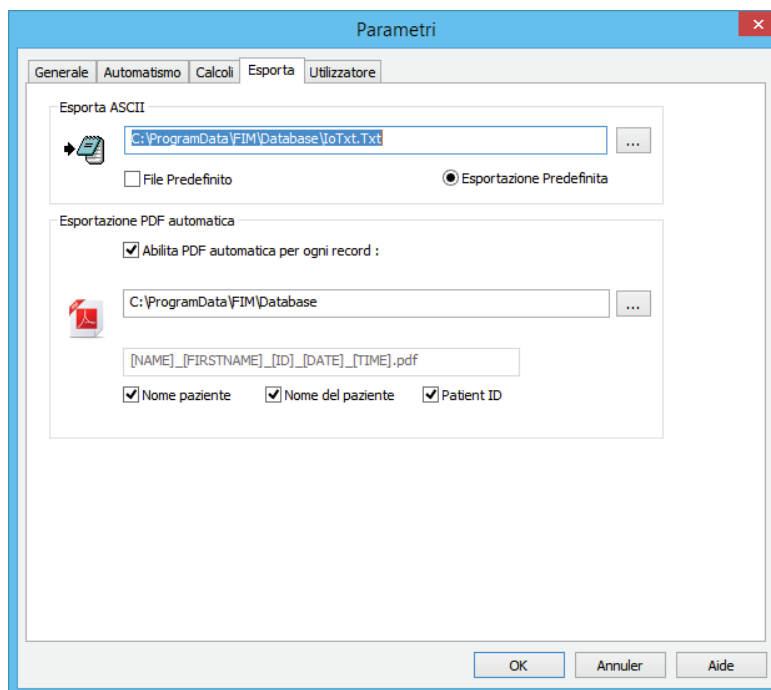 Parametri
Generale Automatismo Calcoli Esporta Utilizzatore
Esporta ASCII
C:\ProgramData\FIM\Database\IoTxt.Txt
...
File Predefinito Esportazione Predefinita
Esportazione PDF automatica
Abilita PDF automatica per ogni record :
C:\ProgramData\FIM\Database
...
[NAME]_[FIRSTNAME]_[ID]_[DATE]_[TIME].pdf
Nome paziente Nome del paziente Patient ID
OK Annuler Aide